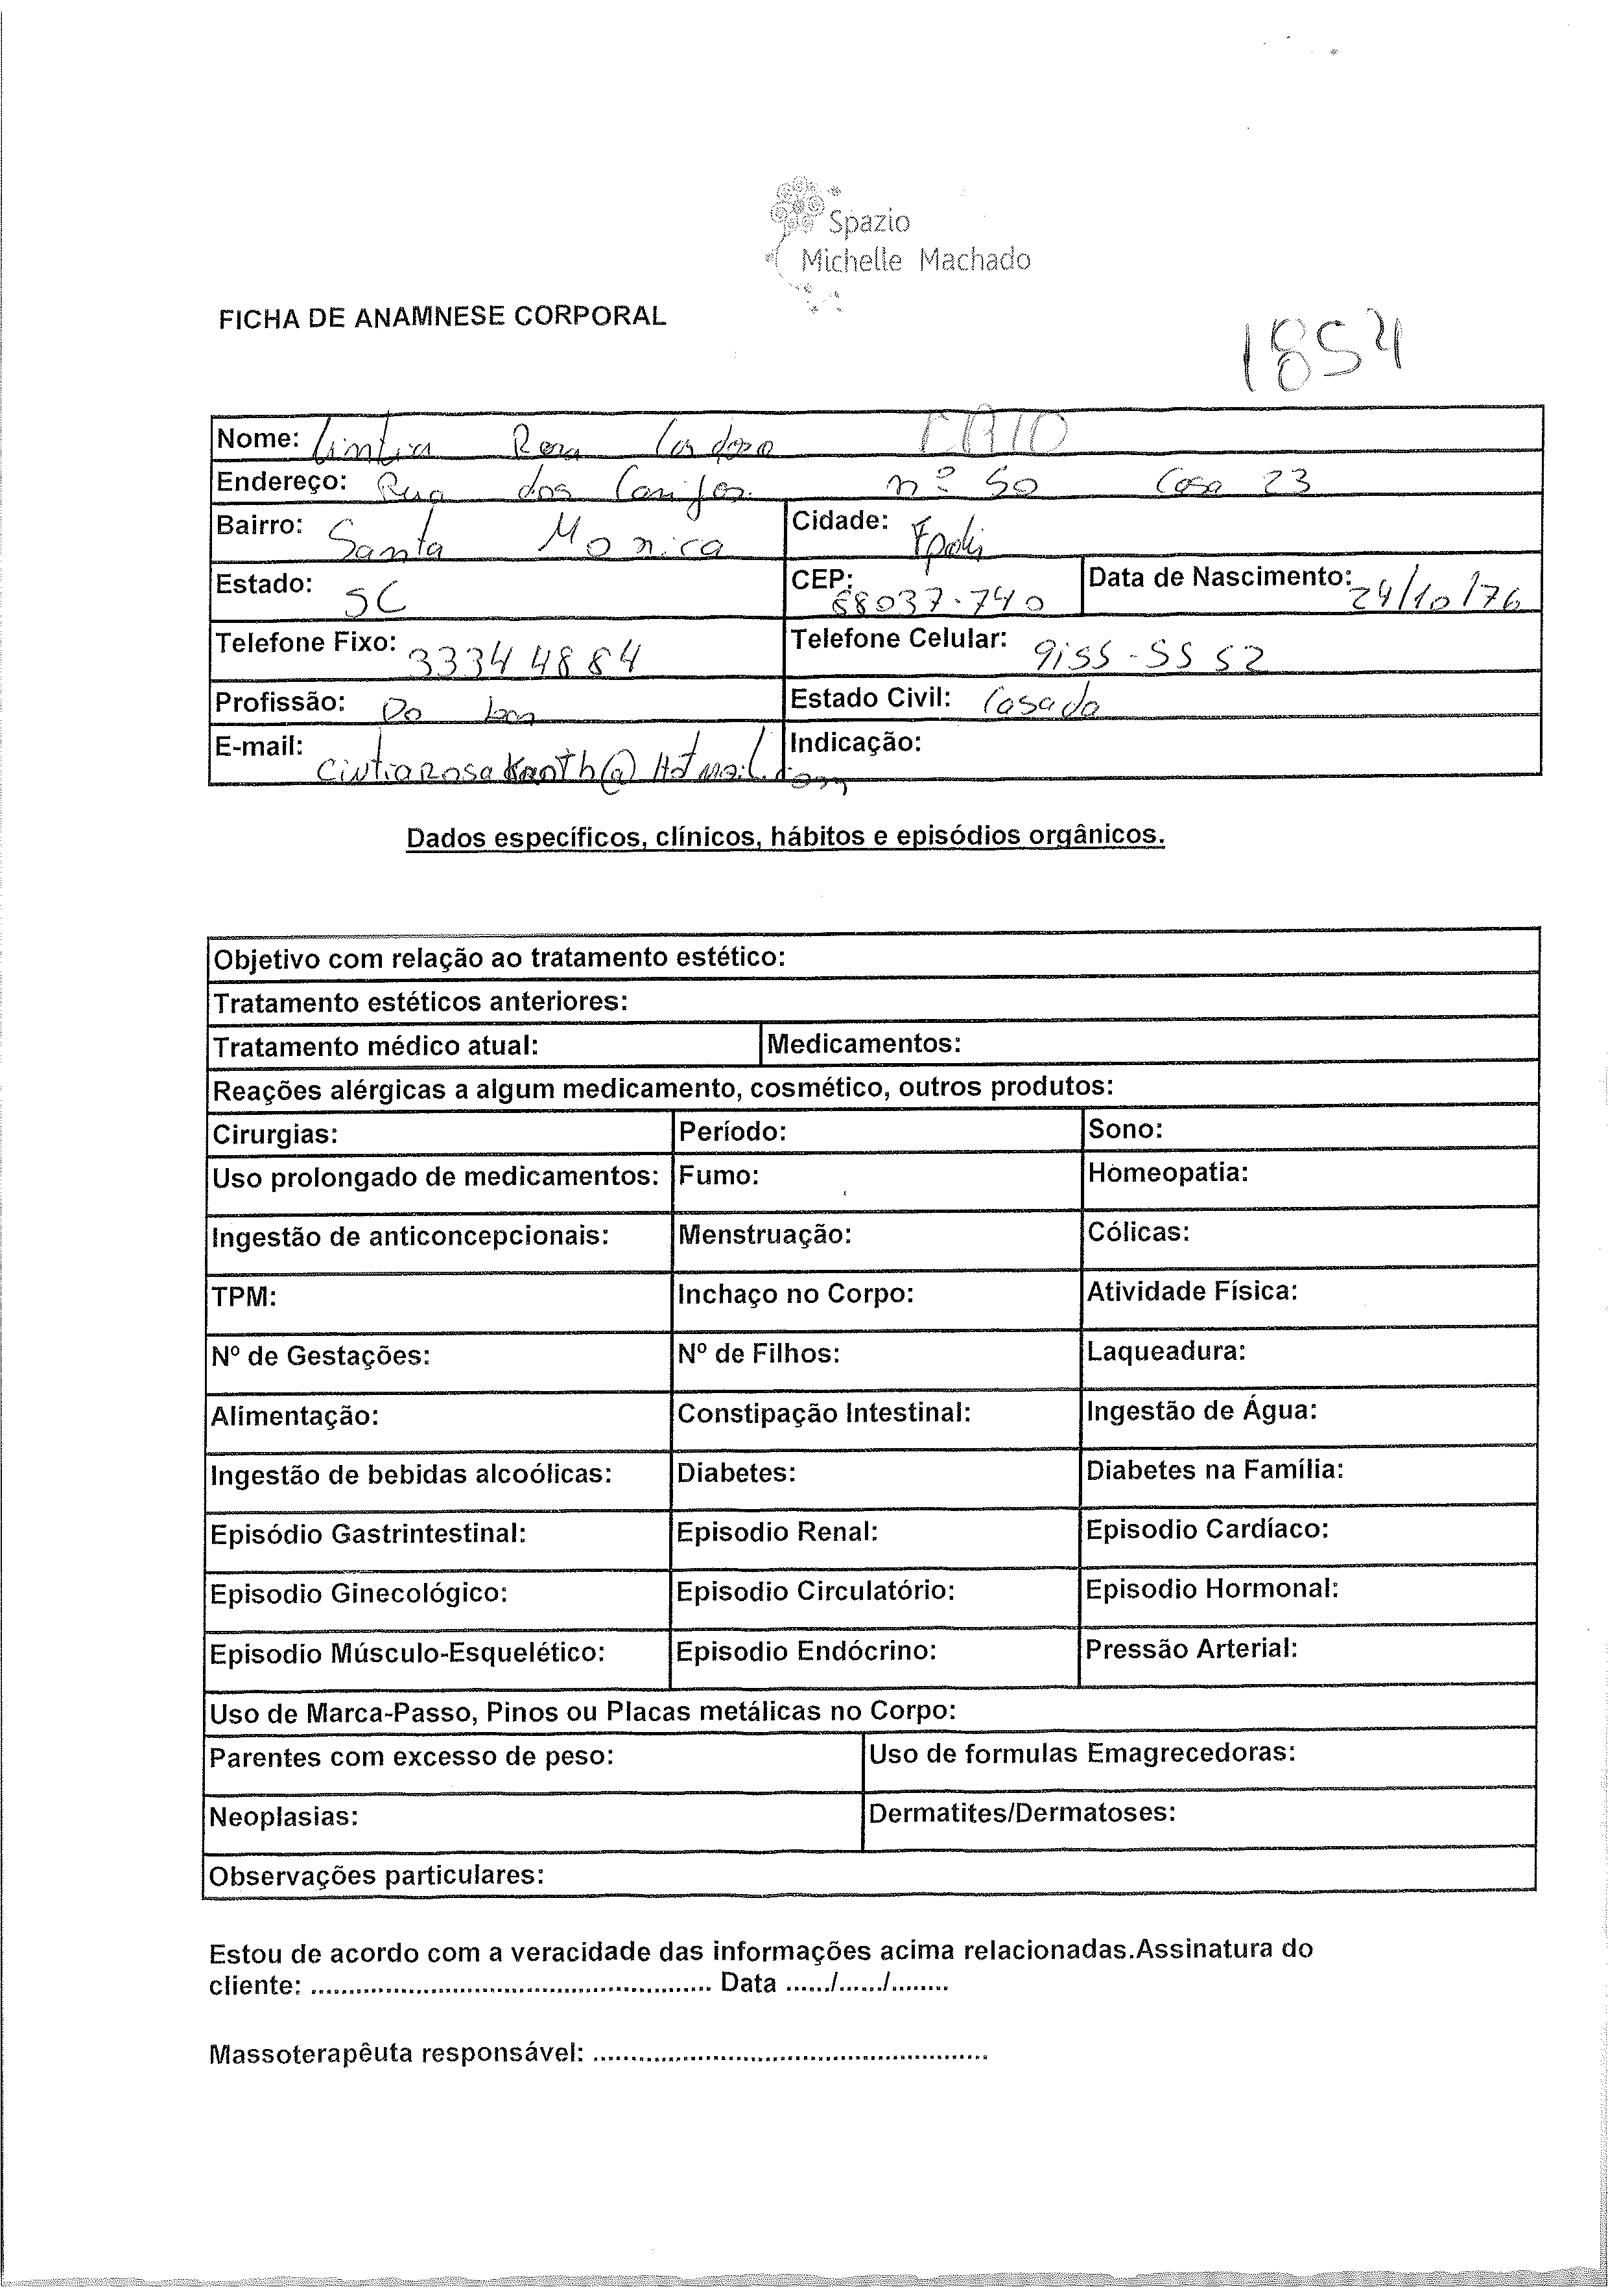 Spazio
Michelle Machado
FICHA DE ANAMNESE CORPORAL
1854
Nome: Cintia Rosa Cardoso
Endereço: Rua dos nº 50 Casa 23
Bairro: Santa Monica Cidade: Fpolis
Estado: SC CEP: 88037-740 Data de Nascimento: 24/10/76
Telefone Fixo: 3334 4884 Telefone Celular: 9155-5552
Profissão: Do Lar Estado Civil: Casada
E-mail: Indicação:
Dados específicos, clínicos, hábitos e episódios orgânicos.
Objetivo com relação ao tratamento estético:
Tratamento estéticos anteriores:
Tratamento médico atual: Medicamentos:
Reações alérgicas a algum medicamento, cosmético, outros produtos:
Cirurgias: Período: Sono:
Uso prolongado de medicamentos: Fumo: Homeopatia:
Ingestão de anticoncepcionais: Menstruação: Cólicas:
TPM: Inchaço no Corpo: Atividade Física:
Nº de Gestações: Nº de Filhos: Laqueadura:
Alimentação: Constipação Intestinal: Ingestão de Água:
Ingestão de bebidas alcoólicas: Diabetes: Diabetes na Família:
Episódio Gastrintestinal: Episodio Renal: Episodio Cardíaco:
Episodio Ginecológico: Episodio Circulatório: Episodio Hormonal:
Episodio Músculo-Esquelético: Episodio Endócrino: Pressão Arterial:
Uso de Marca-Passo, Pinos ou Placas metálicas no Corpo:
Parentes com excesso de peso: Uso de formulas Emagrecedoras:
Neoplasias: Dermatites/Dermatoses:
Observações particulares:
Estou de acordo com a veracidade das informações acima relacionadas.Assinatura do
cliente: .................................................... Data ....../....../........
Massoterapêuta responsável: ....................................................